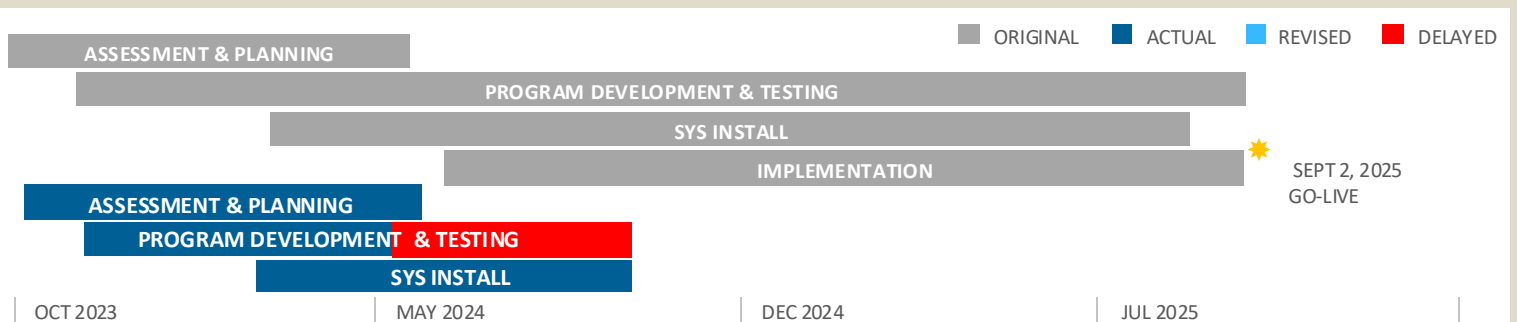 ORIGINAL ACTUAL REVISED DELAYED
ASSESSMENT & PLANNING
PROGRAM DEVELOPMENT & TESTING
SYS INSTALL
IMPLEMENTATION
SEPT 2, 2025
GO-LIVE
ASSESSMENT & PLANNING
PROGRAM DEVELOPMENT & TESTING
SYS INSTALL
OCT 2023 MAY 2024 DEC 2024 JUL 2025